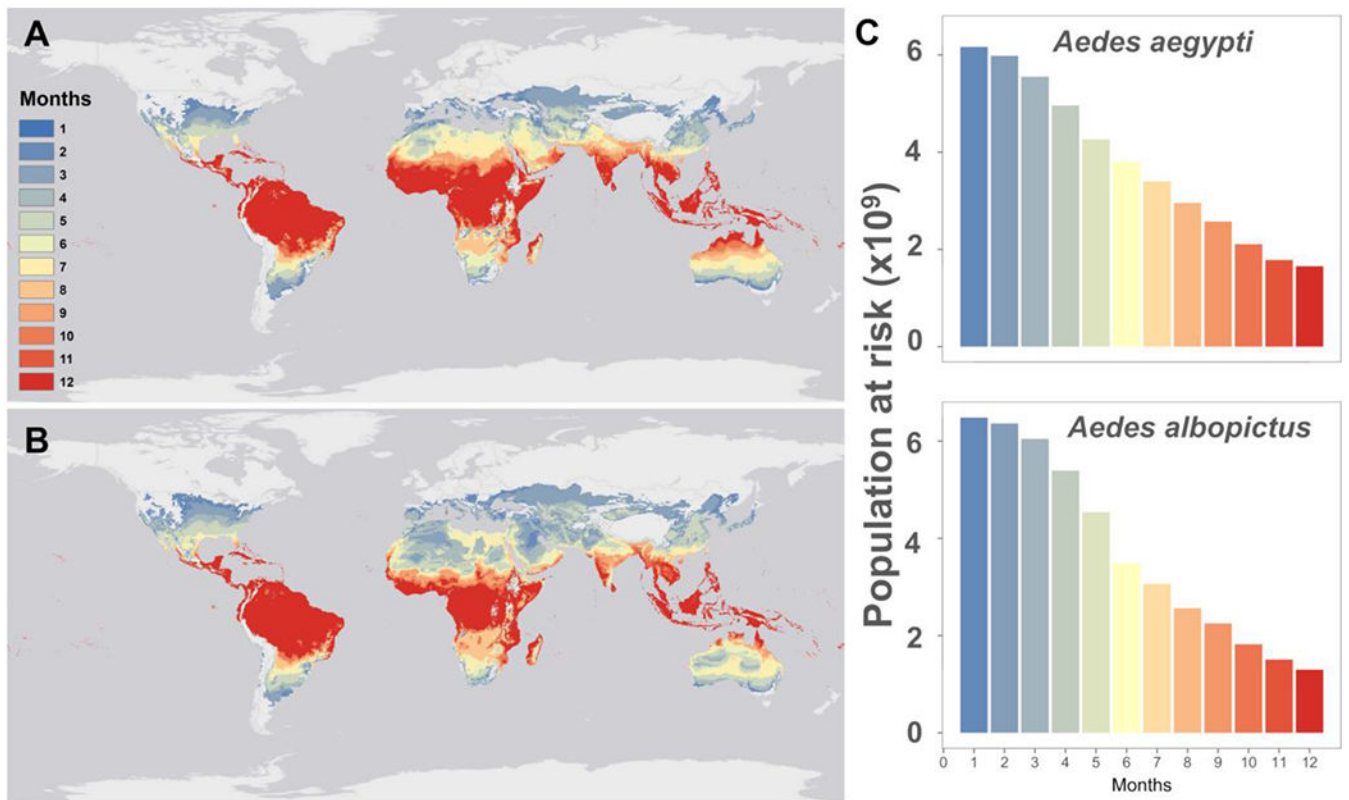 A
Months
1
2
3
4
5
6
7
8
9
10
11
12
B
C
Population at risk (x10⁹)
Aedes aegypti
6
4
2
0
Aedes albopictus
6
4
2
0
0 1 2 3 4 5 6 7 8 9 10 11 12
Months